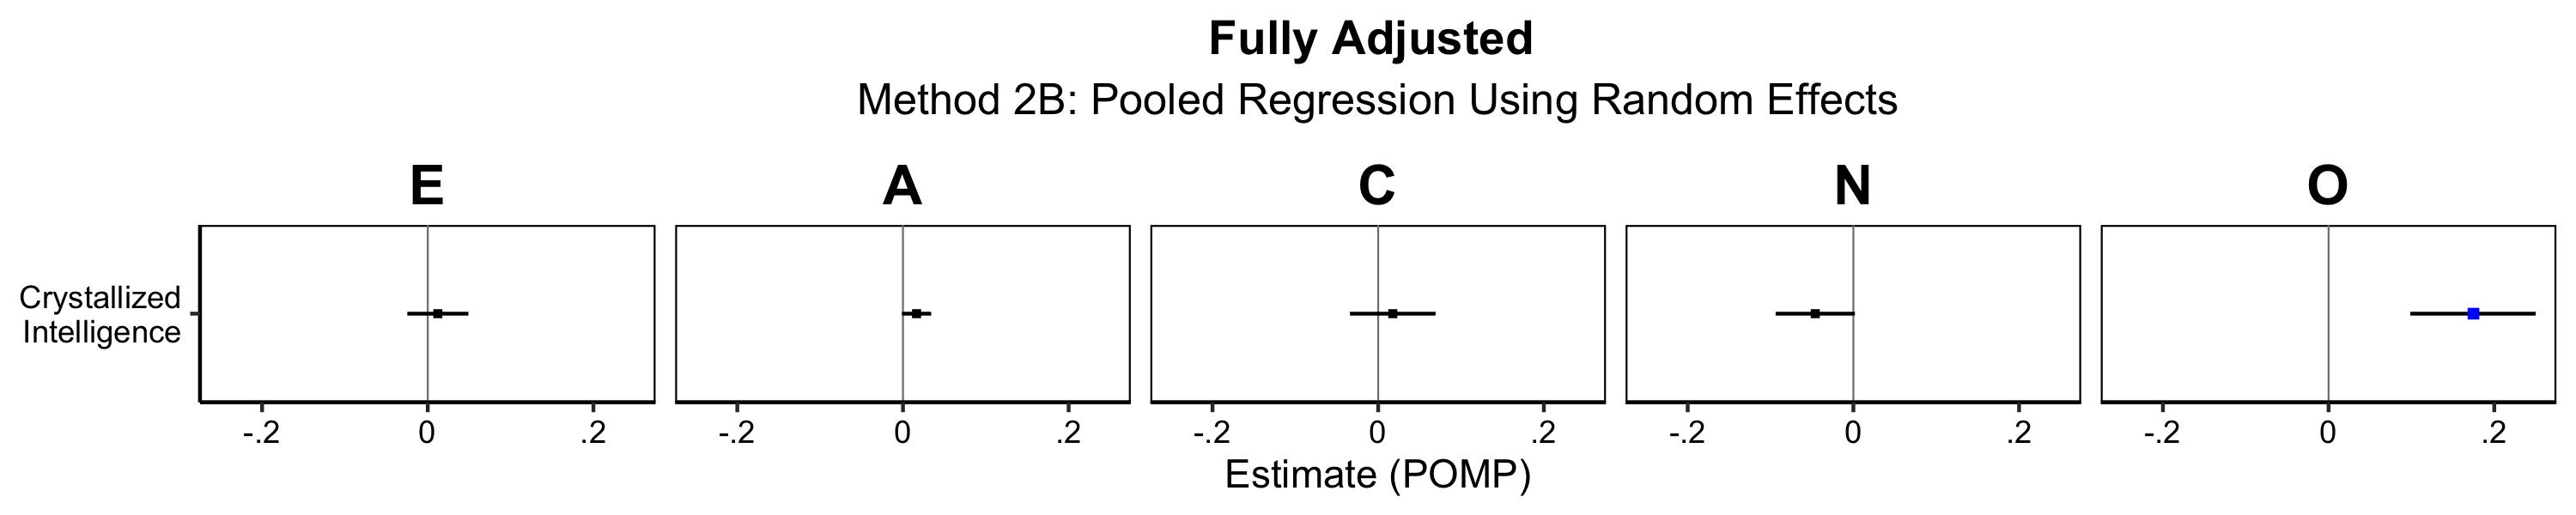 Fully Adjusted
Method 2B: Pooled Regression Using Random Effects
E A C N O
Crystallized
Intelligence
-.2 0 .2 -.2 0 .2 -.2 0 .2 -.2 0 .2 -.2 0 .2
Estimate (POMP)